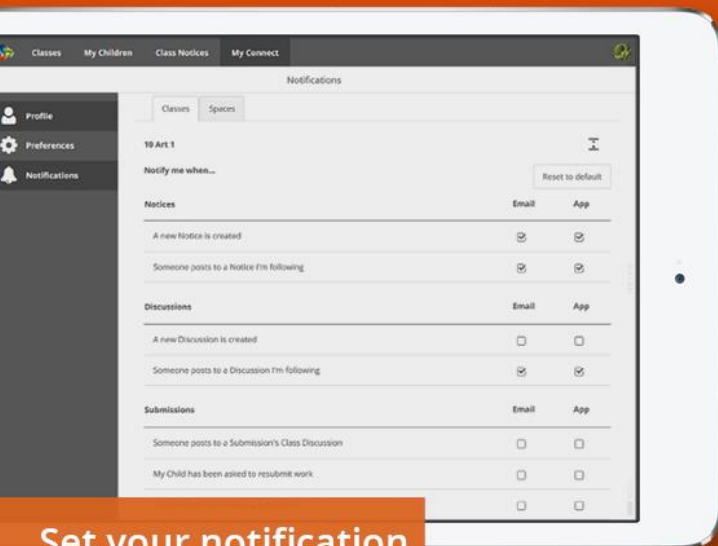 Classes My Children Class Notices My Connect
Notifications
Profile
Preferences
Notifications
Classes Spaces
10 Art 1
Notify me when...
Reset to default
Notices Email App
A new Notice is created
Someone posts to a Notice I'm following
Discussions Email App
A new Discussion is created
Someone posts to a Discussion I'm following
Submissions Email App
Someone posts to a Submission's Class Discussion
My Child has been asked to resubmit work
Set your notification